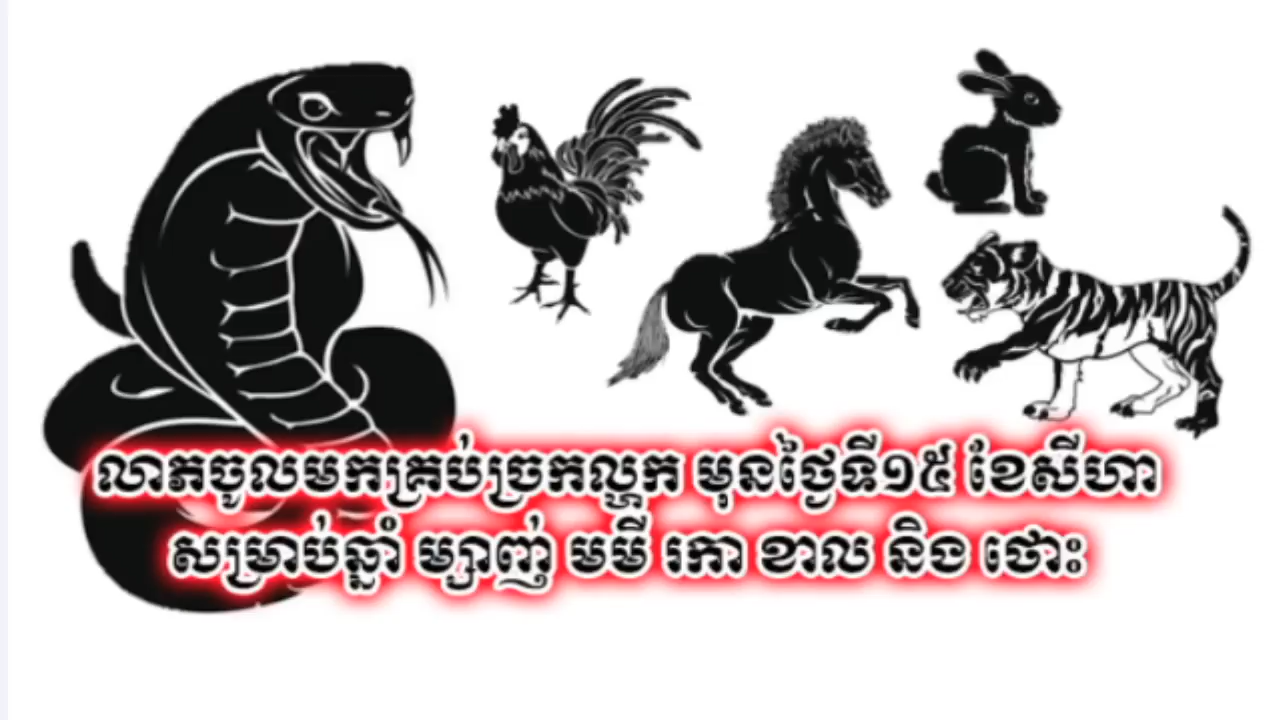 លាភចូលមកគ្រប់ច្រកល្ហក មុនថ្ងៃទី១៥ ខែសីហា
សម្រាប់ឆ្នាំ ម្សាញ់ មមី រកា ខាល និង ថោះ